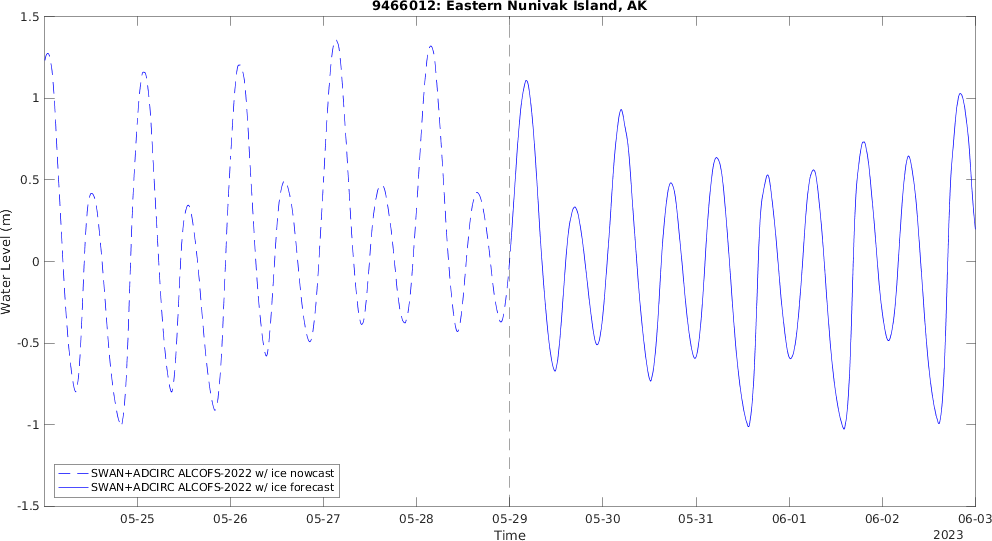 9466012: Eastern Nunivak Island, AK
1.5
1
0.5
0
-0.5
-1
-1.5
Water Level (m)
SWAN+ADCIRC ALCOFS-2022 w/ ice nowcast
SWAN+ADCIRC ALCOFS-2022 w/ ice forecast
05-25 05-26 05-27 05-28 05-29 05-30 05-31 06-01 06-02 06-03
Time
2023